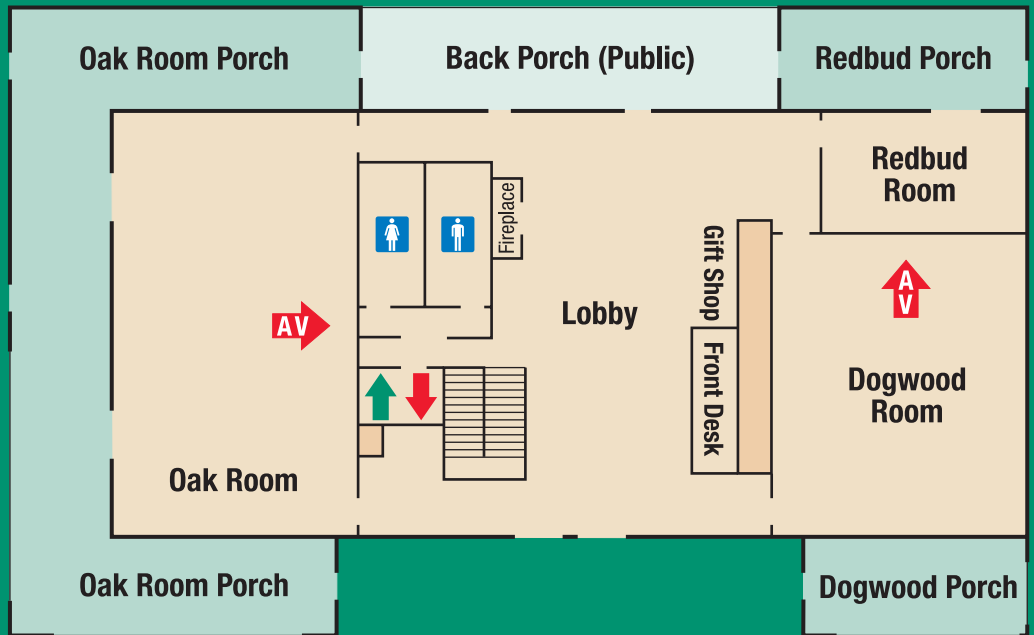 Oak Room Porch
Back Porch (Public)
Redbud Porch
Redbud
Room
Fireplace
Gift Shop
AV
AV
Lobby
Front Desk
Dogwood
Room
Oak Room
Oak Room Porch
Dogwood Porch